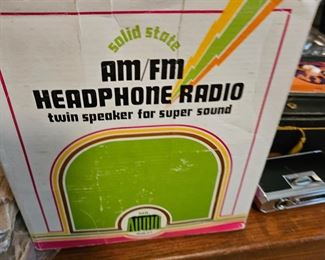 solid state
AM/FM
HEADPHONE RADIO
twin speaker for super sound